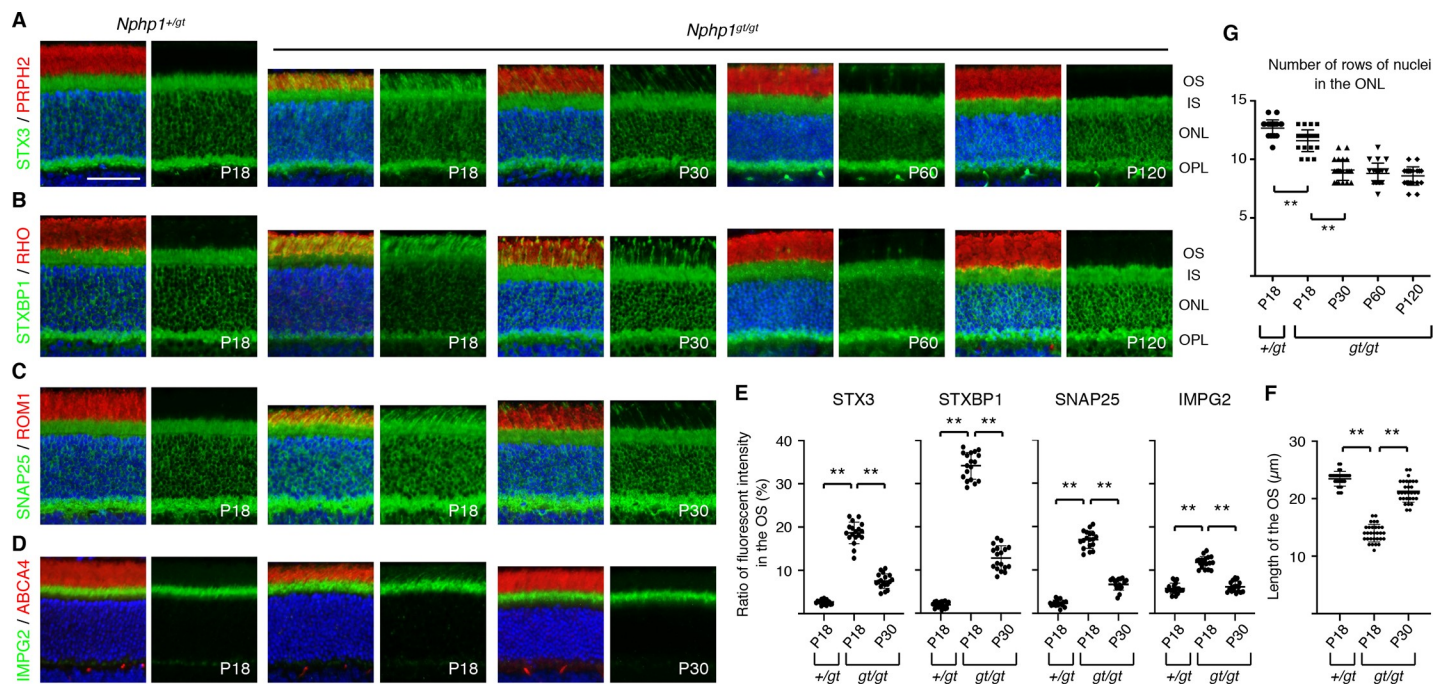 A
Nphp1+/gt
Nphp1gt/gt
STX3 / PRPH2
P18
P18
P30
P60
P120
OS
IS
ONL
OPL
B
STXBP1 / RHO
P18
P18
P30
P60
P120
OS
IS
ONL
OPL
C
SNAP25 / ROM1
P18
P18
P30
D
IMPG2 / ABCA4
P18
P18
P30
E
STX3
STXBP1
SNAP25
IMPG2
Ratio of fluorescent intensity
in the OS (%)
40
30
20
10
** ** ** ** ** ** ** **
P18 P18 P30 P18 P18 P30 P18 P18 P30 P18 P18 P30
+/gt gt/gt +/gt gt/gt +/gt gt/gt +/gt gt/gt
F
Length of the OS (µm)
30
20
10
** **
P18 P18 P30
+/gt gt/gt
G
Number of rows of nuclei
in the ONL
15
10
5
**
**
P18 P18 P30 P60 P120
+/gt gt/gt